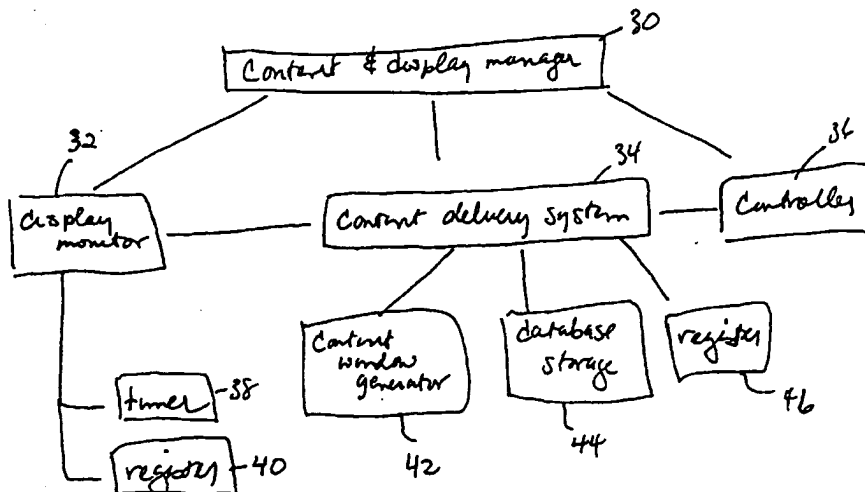 30
Content & display manager
32
34
36
display
monitor
Content delivery system
Controller
Content
window
generator
database
storage
register
timer
38
46
44
42
register
40